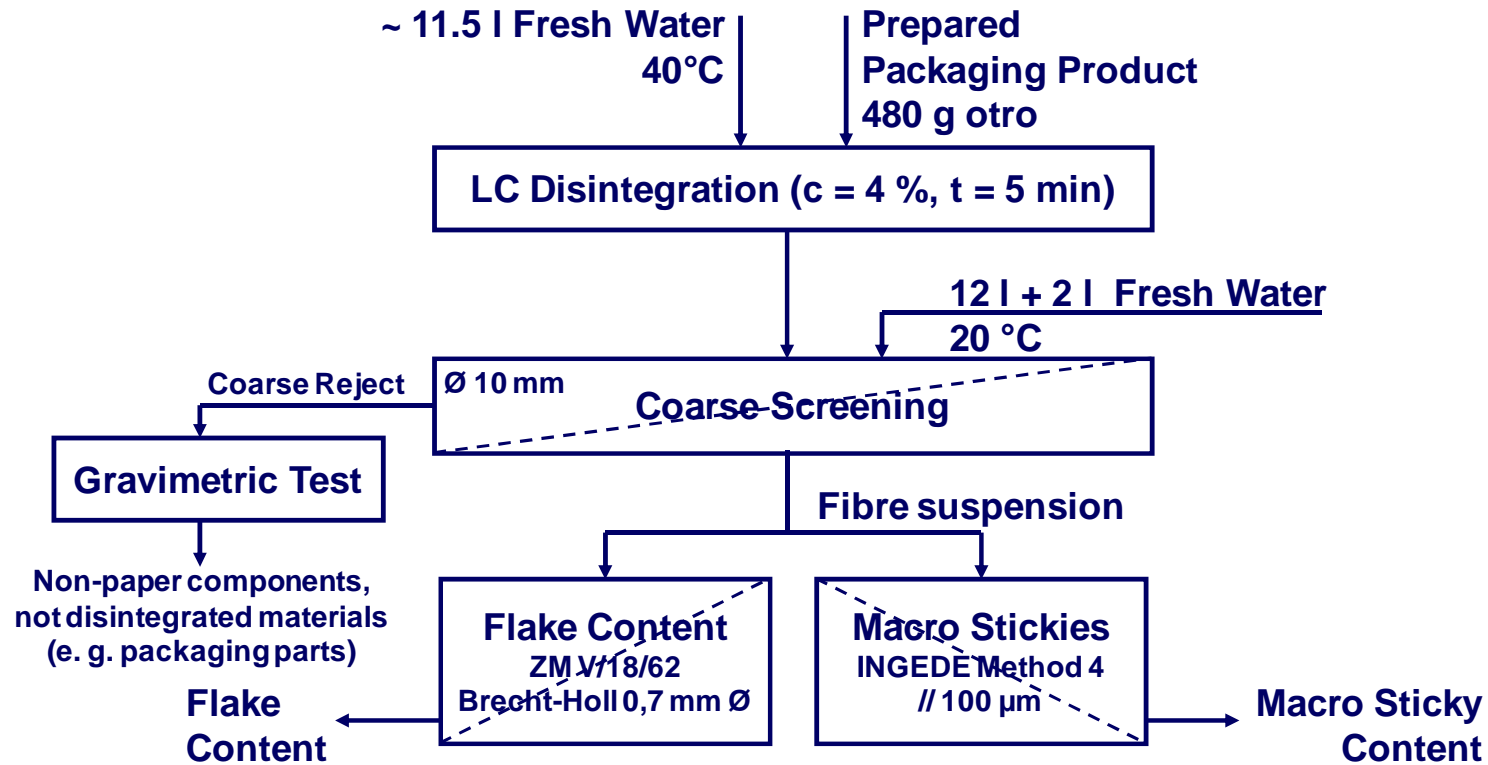 ~ 11.5 l Fresh Water
40°C
Prepared
Packaging Product
480 g otro
LC Disintegration (c = 4 %, t = 5 min)
12 l + 2 l Fresh Water
20 °C
Coarse Reject
Ø 10 mm
Coarse Screening
Gravimetric Test
Fibre suspension
Non-paper components,
not disintegrated materials
(e. g. packaging parts)
Flake Content
ZM V/18/62
Brecht-Holl 0,7 mm Ø
Macro Stickies
INGEDE Method 4
// 100 µm
Flake
Content
Macro Sticky
Content